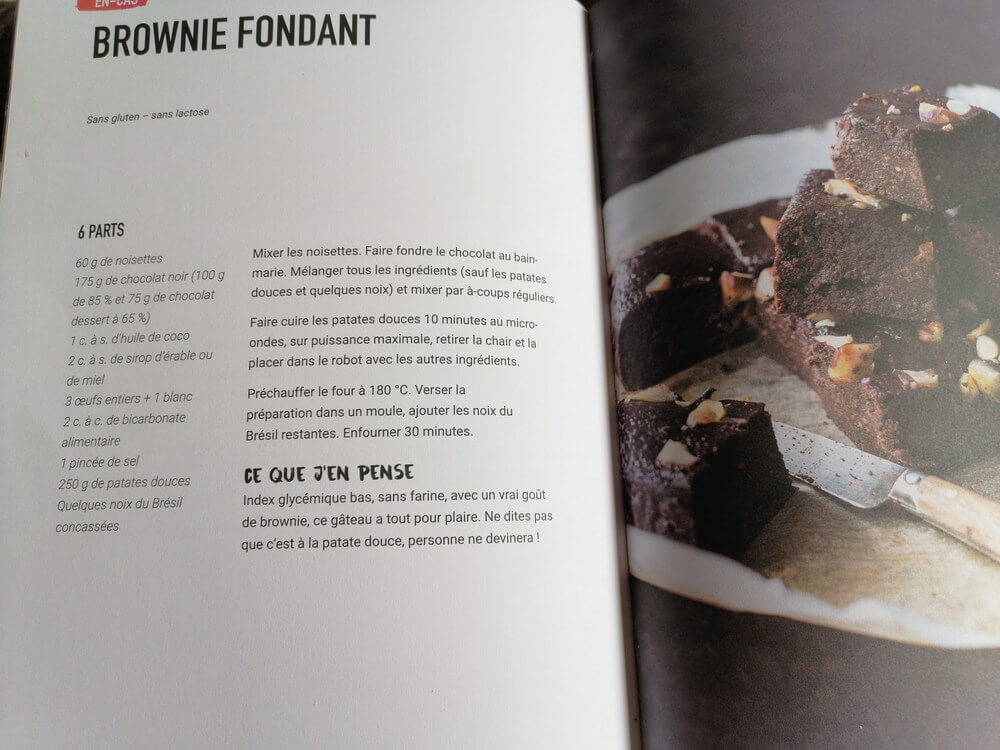 EN-CAS
BROWNIE FONDANT
Sans gluten – sans lactose
6 PARTS
60 g de noisettes
175 g de chocolat noir (100 g
de 85 % et 75 g de chocolat
dessert à 65 %)
1 c. à s. d'huile de coco
2 c. à s. de sirop d'érable ou
de miel
3 œufs entiers + 1 blanc
2 c. à c. de bicarbonate
alimentaire
1 pincée de sel
250 g de patates douces
Quelques noix du Brésil
concassées
Mixer les noisettes. Faire fondre le chocolat au bain-
marie. Mélanger tous les ingrédients (sauf les patates
douces et quelques noix) et mixer par à-coups réguliers.
Faire cuire les patates douces 10 minutes au micro-
ondes, sur puissance maximale, retirer la chair et la
placer dans le robot avec les autres ingrédients.
Préchauffer le four à 180 °C. Verser la
préparation dans un moule, ajouter les noix du
Brésil restantes. Enfourner 30 minutes.
CE QUE J'EN PENSE
Index glycémique bas, sans farine, avec un vrai goût
de brownie, ce gâteau a tout pour plaire. Ne dites pas
que c'est à la patate douce, personne ne devinera !